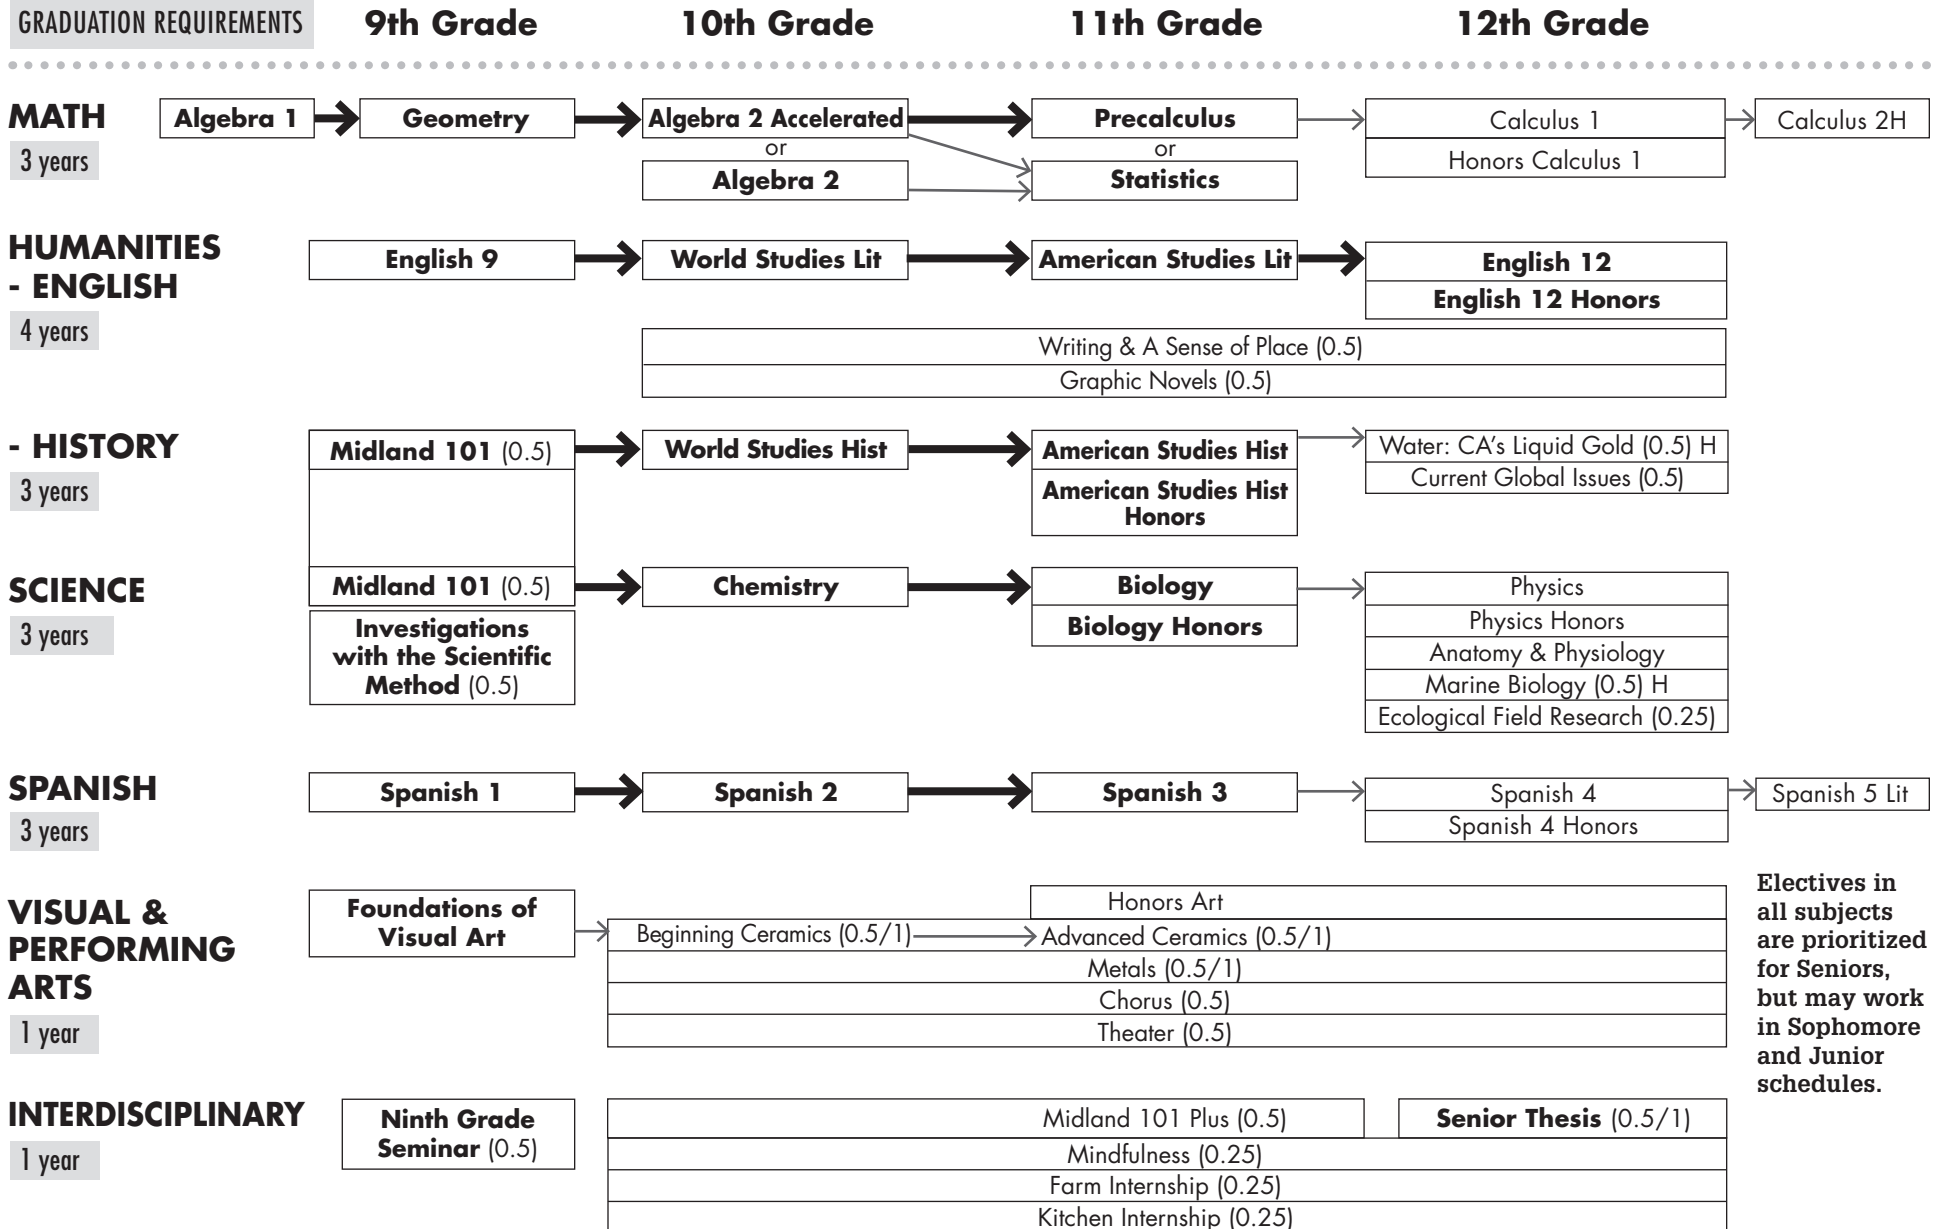 GRADUATION REQUIREMENTS 9th Grade 10th Grade 11th Grade 12th Grade
MATH
3 years
Algebra 1
Geometry
Algebra 2 Accelerated
or
Algebra 2
Precalculus
or
Statistics
Calculus 1
Honors Calculus 1
Calculus 2H
HUMANITIES
- ENGLISH
4 years
English 9
World Studies Lit
American Studies Lit
English 12
English 12 Honors
Writing & A Sense of Place (0.5)
Graphic Novels (0.5)
- HISTORY
3 years
Midland 101 (0.5)
World Studies Hist
American Studies Hist
American Studies Hist
Honors
Water: CA's Liquid Gold (0.5) H
Current Global Issues (0.5)
SCIENCE
3 years
Midland 101 (0.5)
Investigations
with the Scientific
Method (0.5)
Chemistry
Biology
Biology Honors
Physics
Physics Honors
Anatomy & Physiology
Marine Biology (0.5) H
Ecological Field Research (0.25)
SPANISH
3 years
Spanish 1
Spanish 2
Spanish 3
Spanish 4
Spanish 4 Honors
Spanish 5 Lit
VISUAL &
PERFORMING
ARTS
1 year
Foundations of
Visual Art
Honors Art
Beginning Ceramics (0.5/1)
Advanced Ceramics (0.5/1)
Metals (0.5/1)
Chorus (0.5)
Theater (0.5)
Electives in
all subjects
are prioritized
for Seniors,
but may work
in Sophomore
and Junior
schedules.
INTERDISCIPLINARY
1 year
Ninth Grade
Seminar (0.5)
Midland 101 Plus (0.5)
Senior Thesis (0.5/1)
Mindfulness (0.25)
Farm Internship (0.25)
Kitchen Internship (0.25)